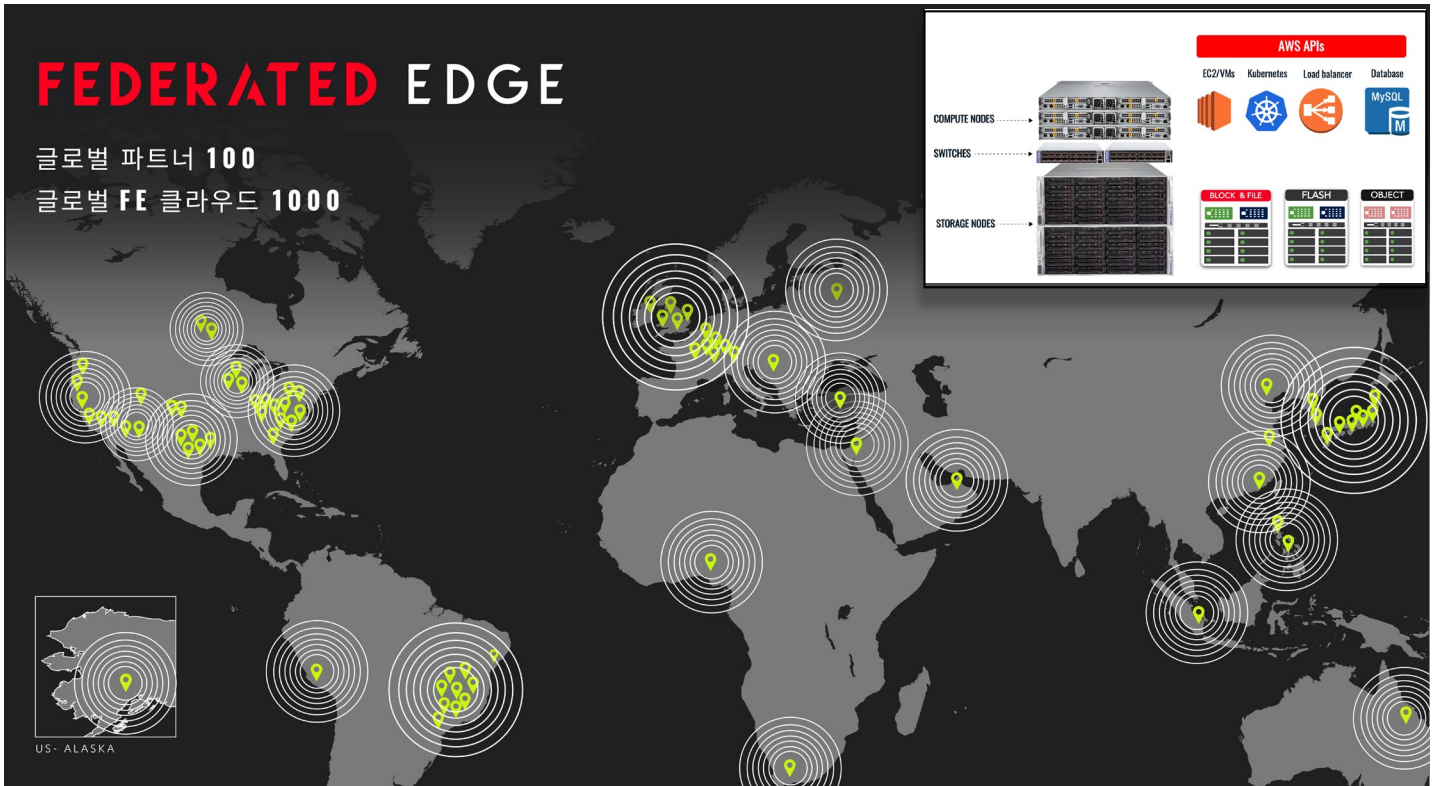 FEDERATED EDGE
글로벌 파트너 100
글로벌 FE 클라우드 1000
AWS APIs
EC2/VMs Kubernetes Load balancer Database
MySQL
M
COMPUTE NODES
SWITCHES
STORAGE NODES
BLOCK & FILE FLASH OBJECT
US- ALASKA